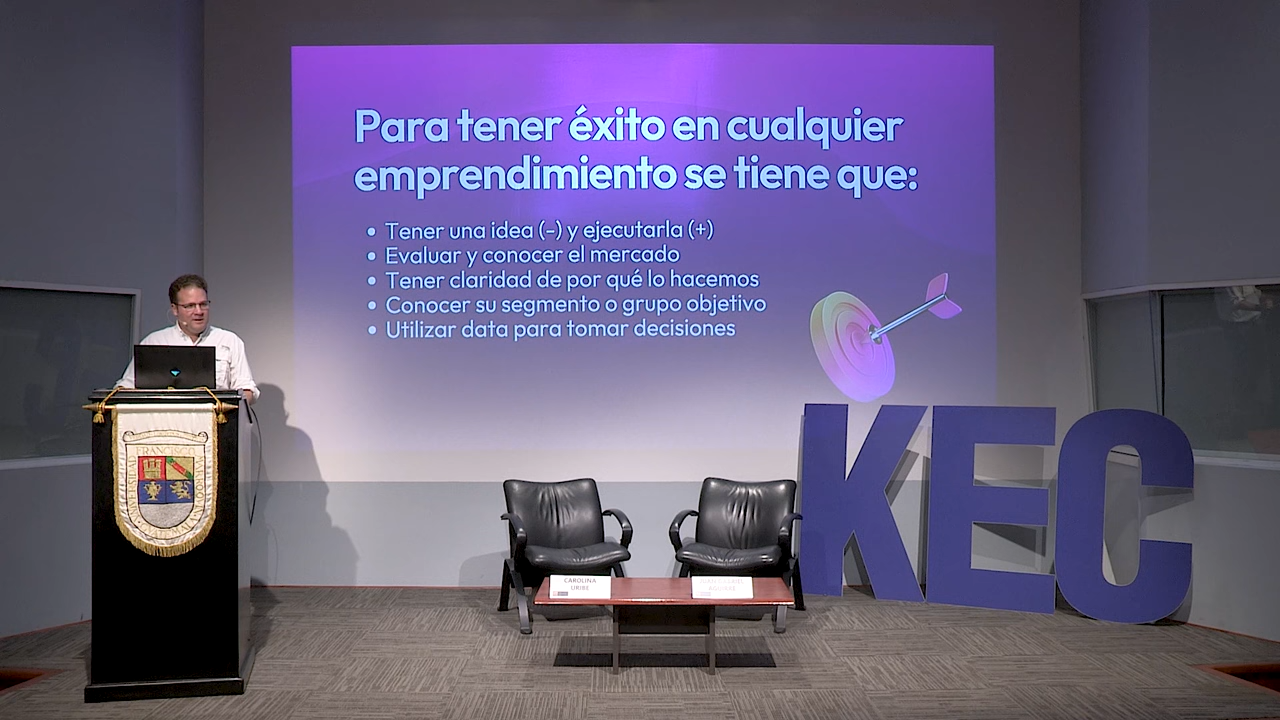 Para tener éxito en cualquier
emprendimiento se tiene que:
• Tener una idea (-) y ejecutarla (+)
• Evaluar y conocer el mercado
• Tener claridad de por qué lo hacemos
• Conocer su segmento o grupo objetivo
• Utilizar data para tomar decisiones
KEC
FRANCISCO
CAROLINA
URIBE